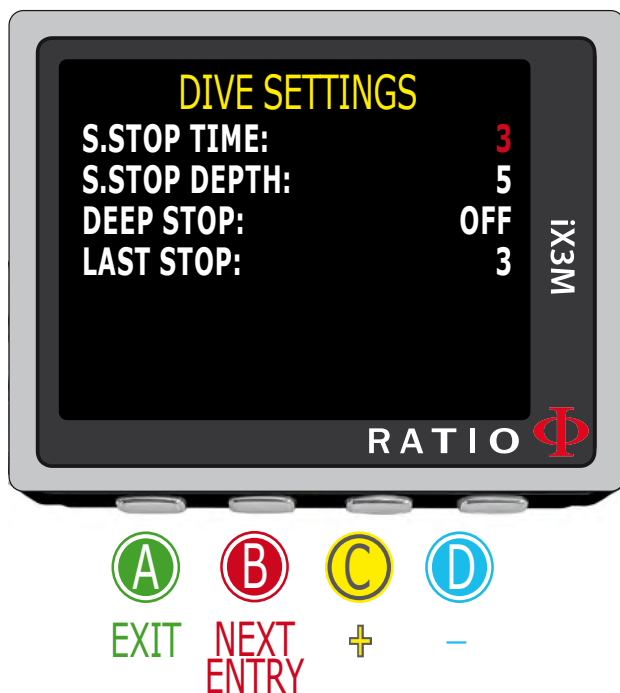 DIVE SETTINGS
S.STOP TIME: 3
S.STOP DEPTH: 5
DEEP STOP: OFF
LAST STOP: 3
iX3M
RATIO Φ
A B C D
EXIT NEXT ENTRY + −